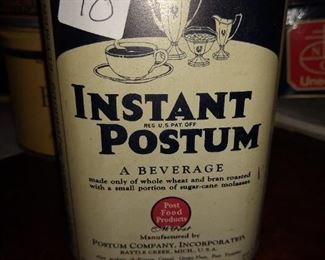 10
INSTANT
REG. U.S. PAT. OFF.
POSTUM
A BEVERAGE
made only of whole wheat and bran roasted
with a small portion of sugar-cane molasses
Post
Food
Products
Manufactured by
POSTUM COMPANY, INCORPORATED
BATTLE CREEK, MICH., U.S.A.